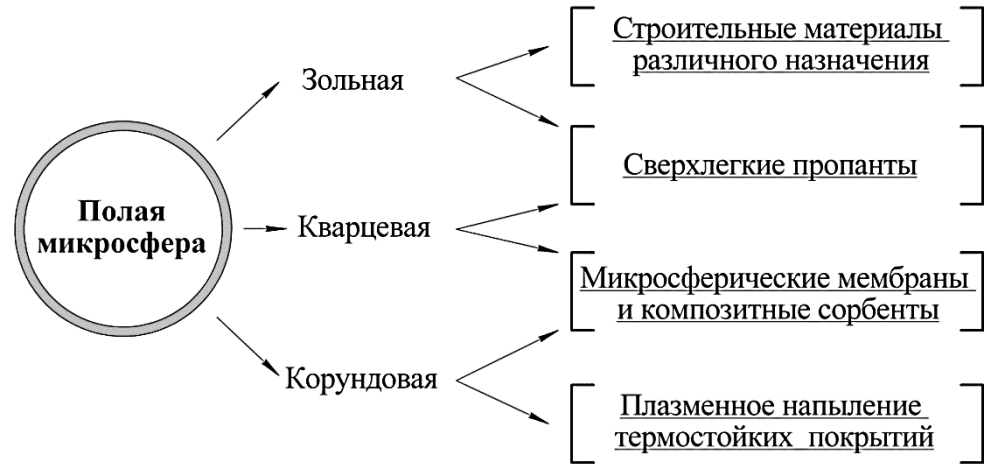 Полая
микросфера
Зольная
Кварцевая
Корундовая
Строительные материалы
различного назначения
Сверхлегкие пропанты
Микросферические мембраны
и композитные сорбенты
Плазменное напыление
термостойких покрытий